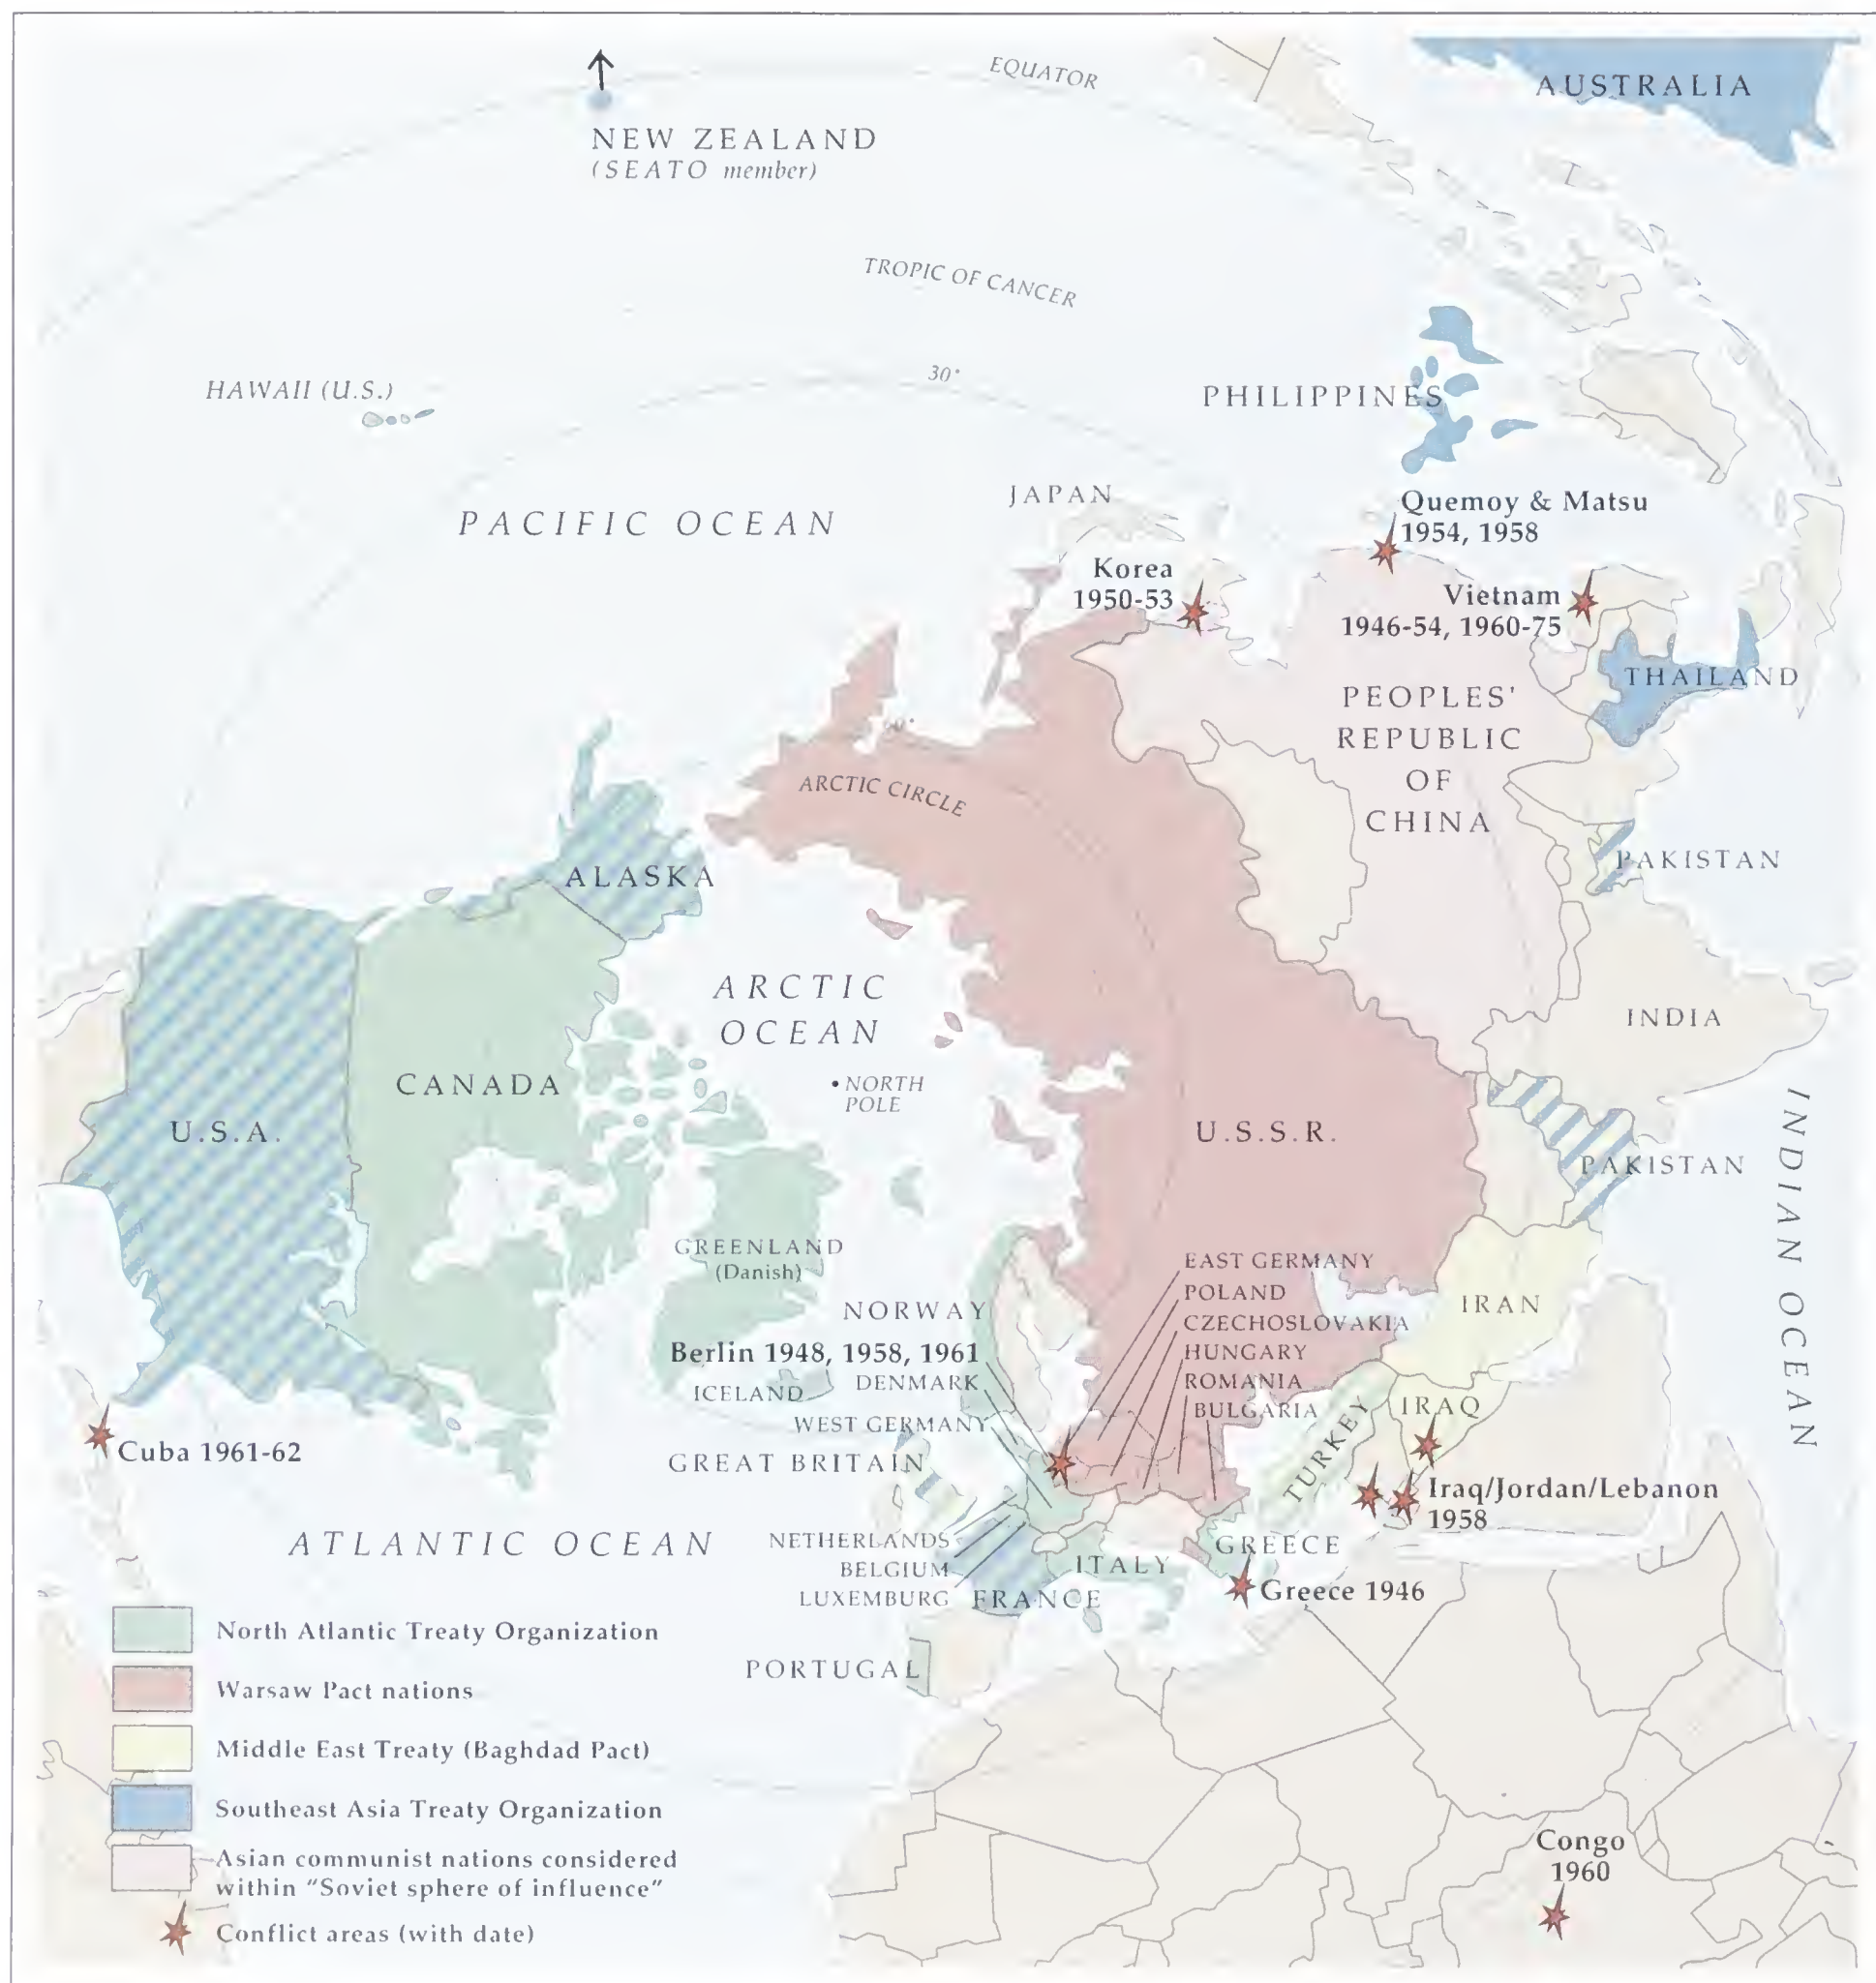 EQUATOR
AUSTRALIA
NEW ZEALAND
(SEATO member)
TROPIC OF CANCER
30°
HAWAII (U.S.)
PHILIPPINES
JAPAN
PACIFIC OCEAN
Quemoy & Matsu
1954, 1958
Korea
1950-53
Vietnam
1946-54, 1960-75
THAILAND
PEOPLES'
REPUBLIC
OF
CHINA
60°
ARCTIC CIRCLE
ALASKA
PAKISTAN
ARCTIC
OCEAN
INDIA
CANADA
• NORTH
POLE
U.S.A.
U.S.S.R.
PAKISTAN
INDIAN OCEAN
GREENLAND
(Danish)
EAST GERMANY
POLAND
CZECHOSLOVAKIA
HUNGARY
ROMANIA
BULGARIA
IRAN
NORWAY
Berlin 1948, 1958, 1961
ICELAND
DENMARK
WEST GERMANY
GREAT BRITAIN
TURKEY
IRAQ
Cuba 1961-62
Iraq/Jordan/Lebanon
1958
ATLANTIC OCEAN
NETHERLANDS
BELGIUM
LUXEMBURG
FRANCE
ITALY
GREECE
Greece 1946
PORTUGAL
North Atlantic Treaty Organization
Warsaw Pact nations
Middle East Treaty (Baghdad Pact)
Southeast Asia Treaty Organization
Asian communist nations considered
within "Soviet sphere of influence"
Conflict areas (with date)
Congo
1960